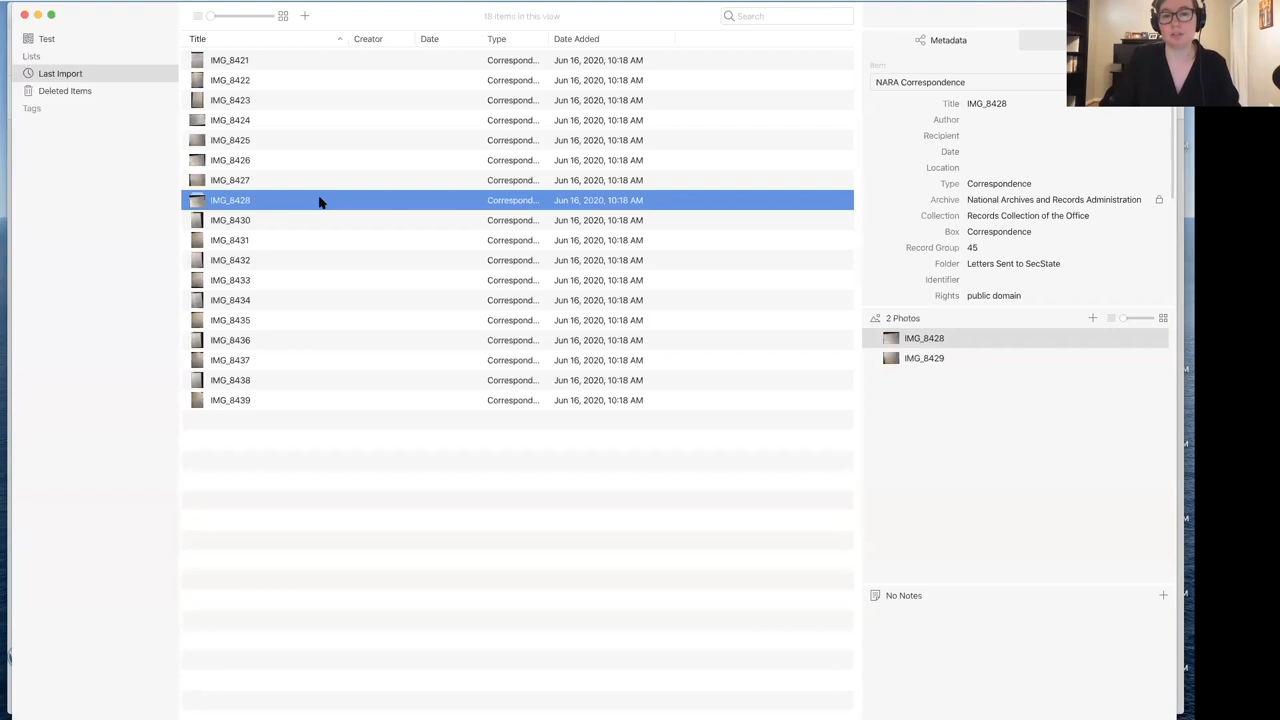 18 items in this view
Search
Test
Lists
Last Import
Deleted Items
Tags
Title Creator Date Type Date Added
IMG_8421 Correspond... Jun 16, 2020, 10:18 AM
IMG_8422 Correspond... Jun 16, 2020, 10:18 AM
IMG_8423 Correspond... Jun 16, 2020, 10:18 AM
IMG_8424 Correspond... Jun 16, 2020, 10:18 AM
IMG_8425 Correspond... Jun 16, 2020, 10:18 AM
IMG_8426 Correspond... Jun 16, 2020, 10:18 AM
IMG_8427 Correspond... Jun 16, 2020, 10:18 AM
IMG_8428 Correspond... Jun 16, 2020, 10:18 AM
IMG_8430 Correspond... Jun 16, 2020, 10:18 AM
IMG_8431 Correspond... Jun 16, 2020, 10:18 AM
IMG_8432 Correspond... Jun 16, 2020, 10:18 AM
IMG_8433 Correspond... Jun 16, 2020, 10:18 AM
IMG_8434 Correspond... Jun 16, 2020, 10:18 AM
IMG_8435 Correspond... Jun 16, 2020, 10:18 AM
IMG_8436 Correspond... Jun 16, 2020, 10:18 AM
IMG_8437 Correspond... Jun 16, 2020, 10:18 AM
IMG_8438 Correspond... Jun 16, 2020, 10:18 AM
IMG_8439 Correspond... Jun 16, 2020, 10:18 AM
Metadata
Item
NARA Correspondence
Title IMG_8428
Author
Recipient
Date
Location
Type Correspondence
Archive National Archives and Records Administration
Collection Records Collection of the Office
Box Correspondence
Record Group 45
Folder Letters Sent to SecState
Identifier
Rights public domain
2 Photos
IMG_8428
IMG_8429
No Notes